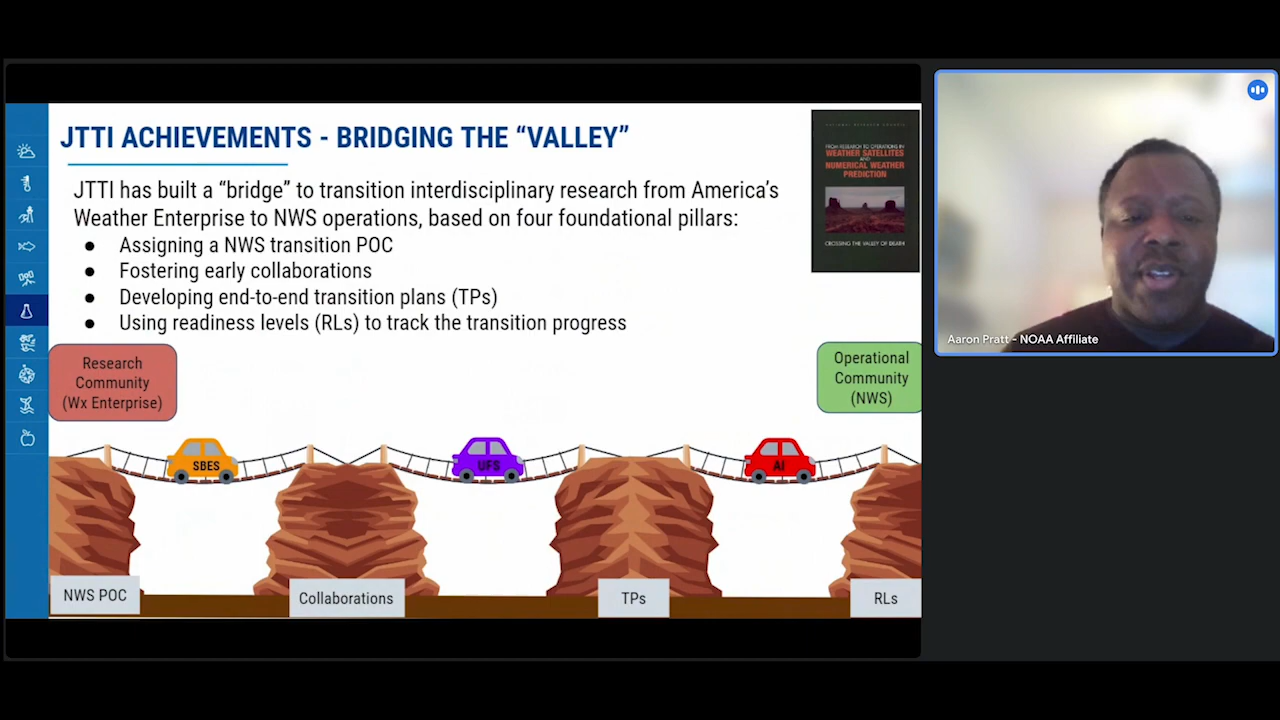 JTTI ACHIEVEMENTS - BRIDGING THE “VALLEY”
JTTI has built a “bridge” to transition interdisciplinary research from America’s
Weather Enterprise to NWS operations, based on four foundational pillars:
● Assigning a NWS transition POC
● Fostering early collaborations
● Developing end-to-end transition plans (TPs)
● Using readiness levels (RLs) to track the transition progress
NATIONAL RESEARCH COUNCIL
FROM RESEARCH TO OPERATIONS IN
WEATHER SATELLITES
AND
NUMERICAL WEATHER
PREDICTION
CROSSING THE VALLEY OF DEATH
Research
Community
(Wx Enterprise)
Operational
Community
(NWS)
SBES
UFS
AI
NWS POC
Collaborations
TPs
RLs
Aaron Pratt - NOAA Affiliate